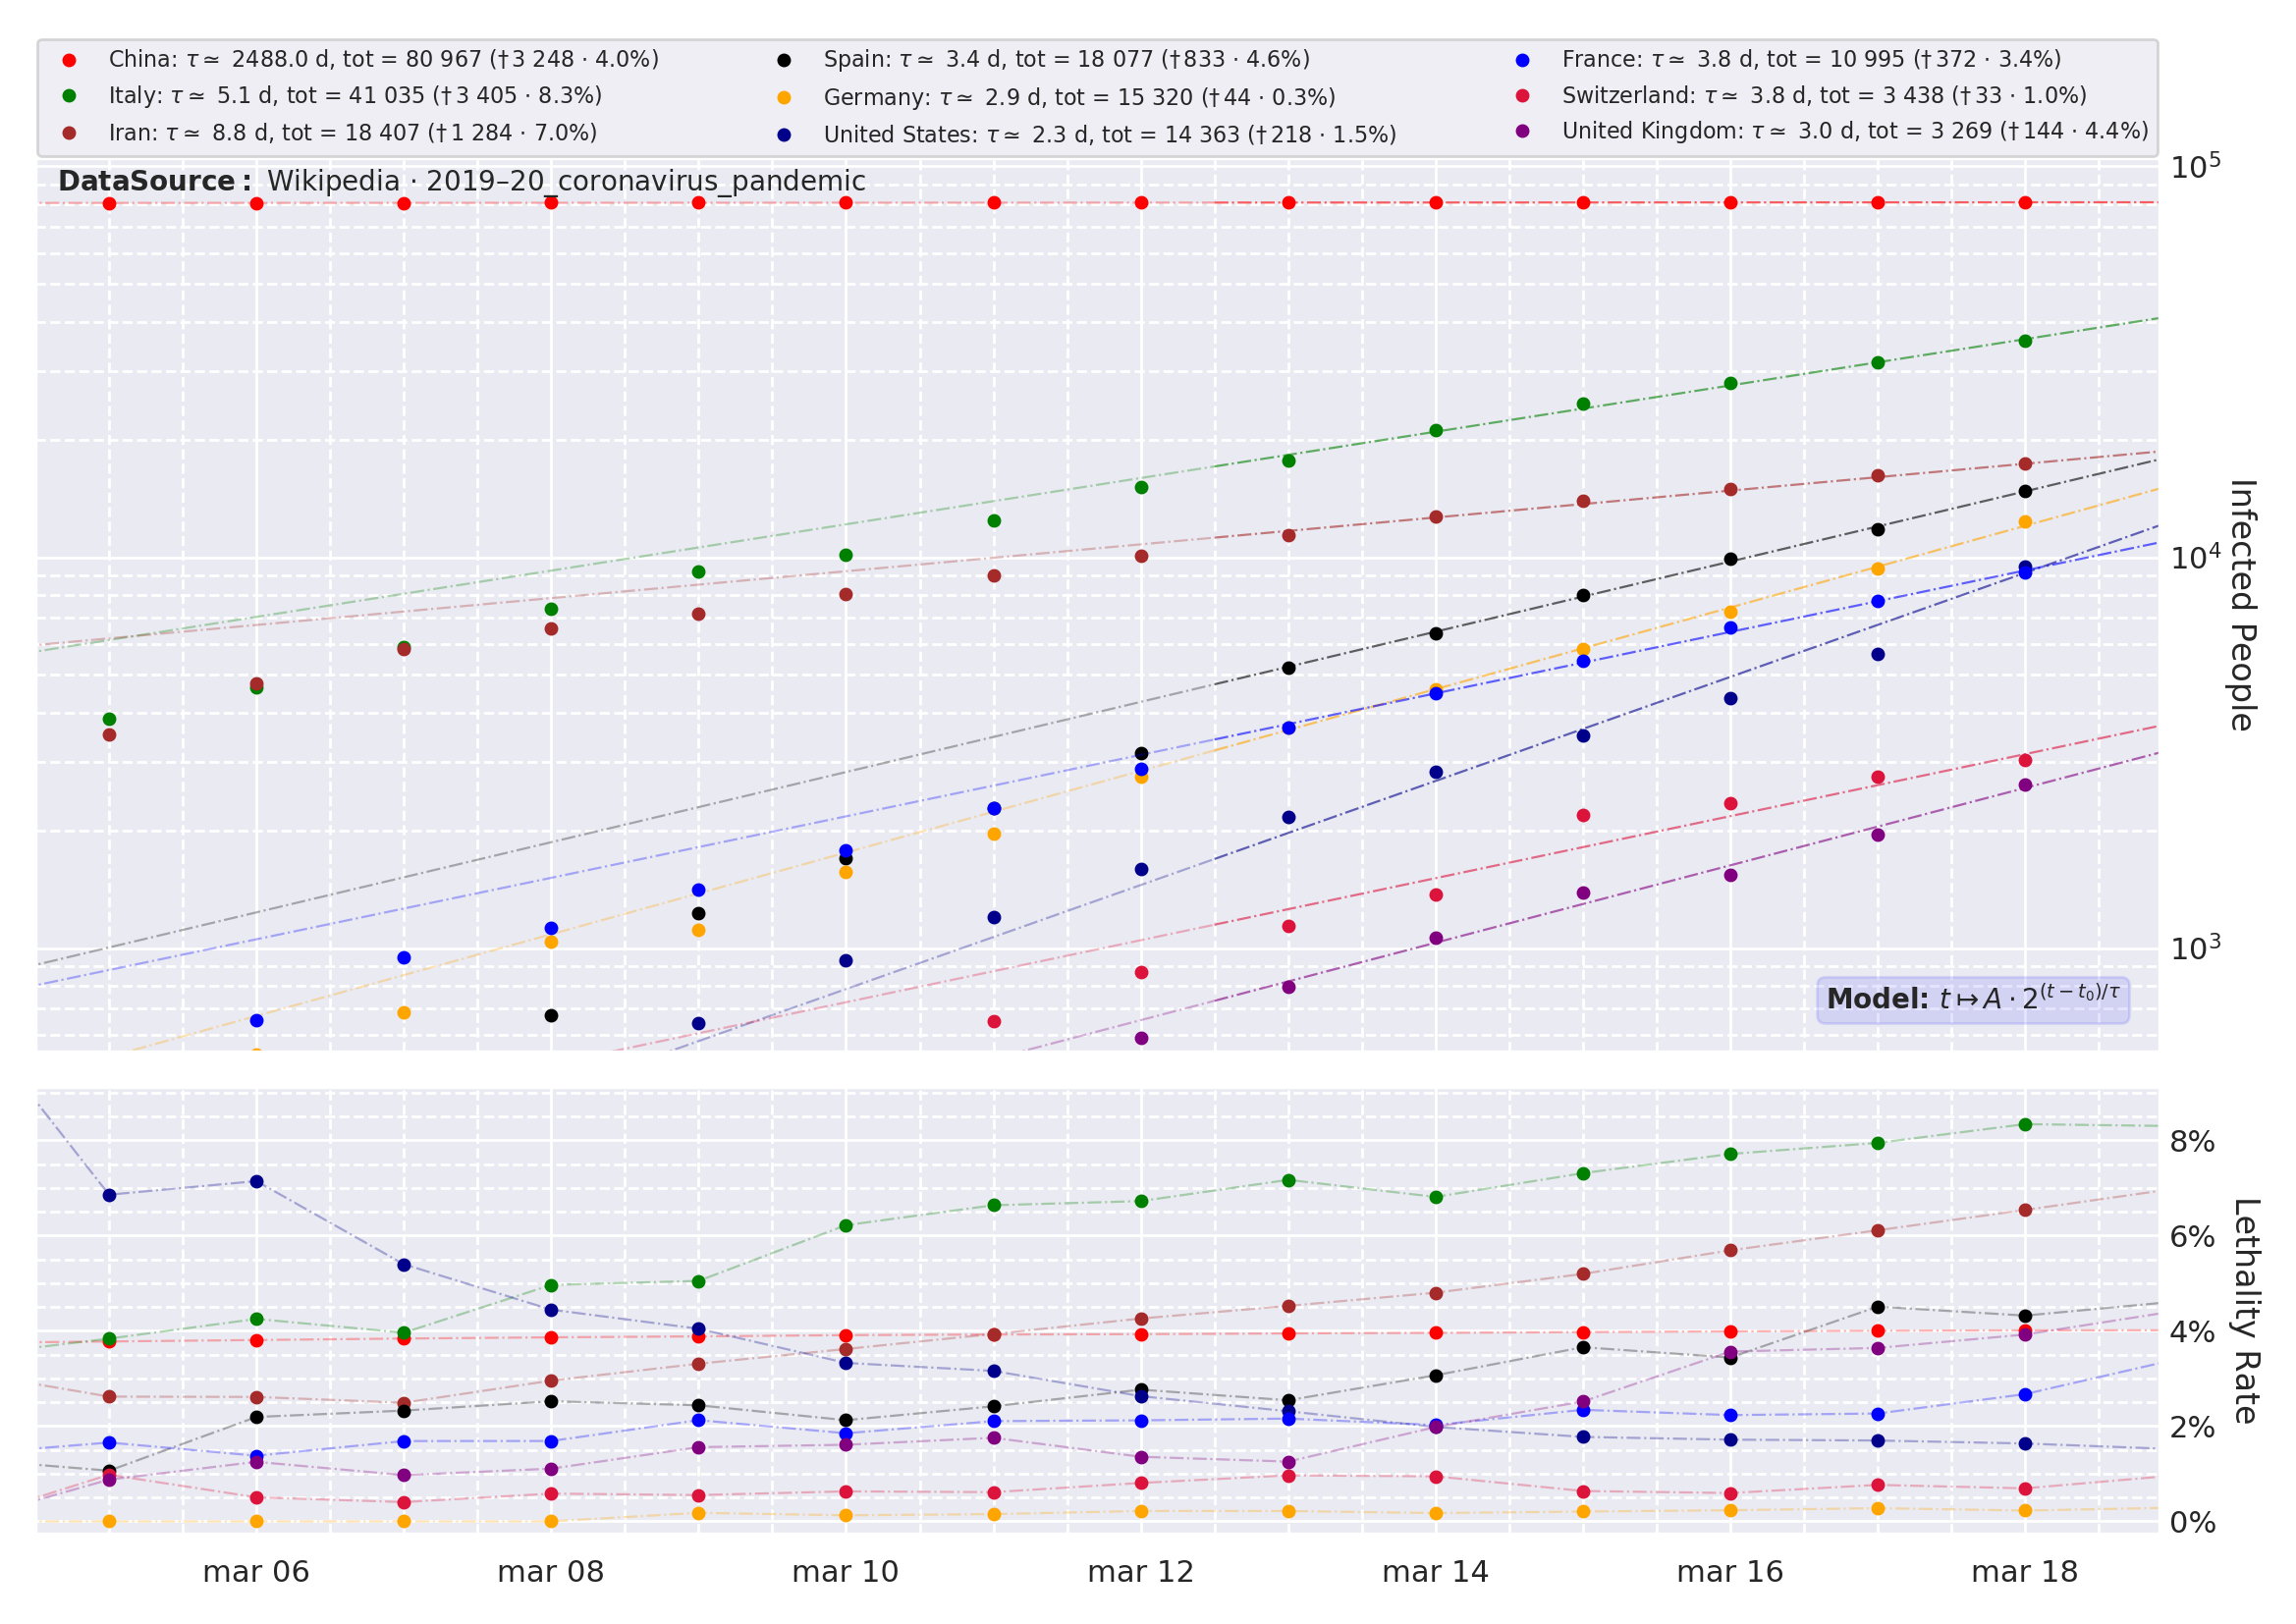 China: τ ≃ 2488.0 d, tot = 80 967 (†3 248 · 4.0%)
Italy: τ ≃ 5.1 d, tot = 41 035 (†3 405 · 8.3%)
Iran: τ ≃ 8.8 d, tot = 18 407 (†1 284 · 7.0%)
Spain: τ ≃ 3.4 d, tot = 18 077 (†833 · 4.6%)
Germany: τ ≃ 2.9 d, tot = 15 320 (†44 · 0.3%)
United States: τ ≃ 2.3 d, tot = 14 363 (†218 · 1.5%)
France: τ ≃ 3.8 d, tot = 10 995 (†372 · 3.4%)
Switzerland: τ ≃ 3.8 d, tot = 3 438 (†33 · 1.0%)
United Kingdom: τ ≃ 3.0 d, tot = 3 269 (†144 · 4.4%)
DataSource: Wikipedia · 2019–20_coronavirus_pandemic
10⁵
10⁴
10³
Infected People
Model: t ↦ A · 2^(t − t₀)/τ
8%
6%
4%
2%
0%
Lethality Rate
mar 06 mar 08 mar 10 mar 12 mar 14 mar 16 mar 18